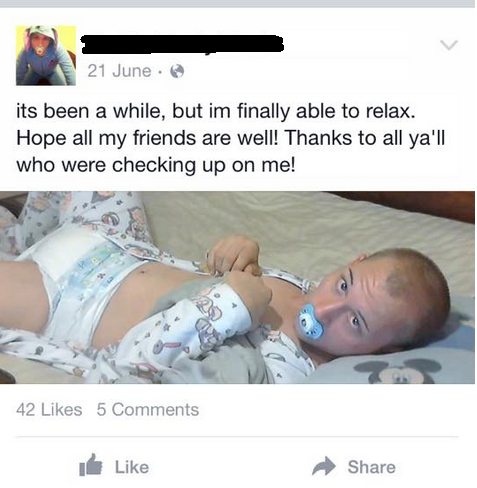 21 June ·
its been a while, but im finally able to relax.
Hope all my friends are well! Thanks to all ya'll
who were checking up on me!
42 Likes 5 Comments
Like Share